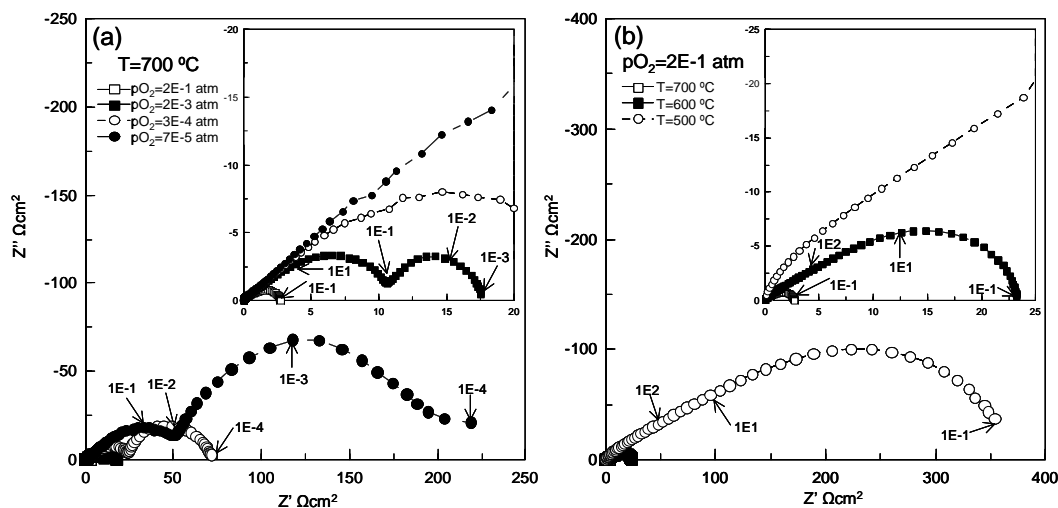 (a)
T=700 ºC
pO2=2E-1 atm
pO2=2E-3 atm
pO2=3E-4 atm
pO2=7E-5 atm
-250
-200
-150
-100
-50
0
0
50
100
150
200
250
Z'' Ωcm²
Z' Ωcm²
-20
-15
-10
-5
0
0
5
10
15
20
1E-1
1E1
1E-1
1E-2
1E-3
1E-1
1E-2
1E-3
1E-4
1E-4
(b)
pO2=2E-1 atm
T=700 ºC
T=600 ºC
T=500 ºC
-400
-300
-200
-100
0
0
100
200
300
400
Z'' Ωcm²
Z' Ωcm²
-25
-20
-15
-10
-5
0
0
5
10
15
20
25
1E2
1E1
1E-1
1E-1
1E2
1E1
1E-1